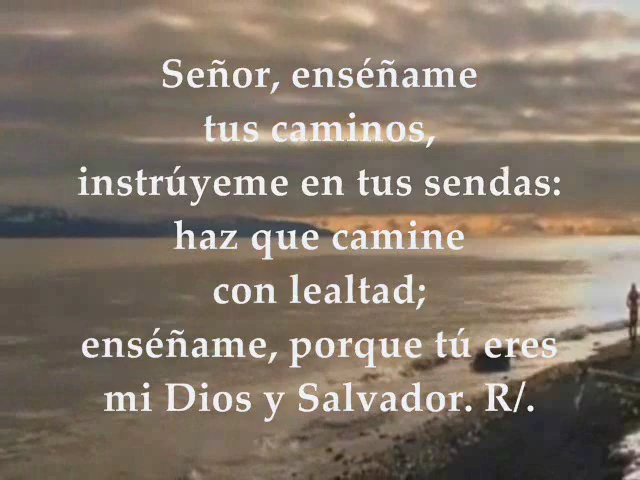 Señor, enséñame
tus caminos,
instrúyeme en tus sendas:
haz que camine
con lealtad;
enséñame, porque tú eres
mi Dios y Salvador. R/.